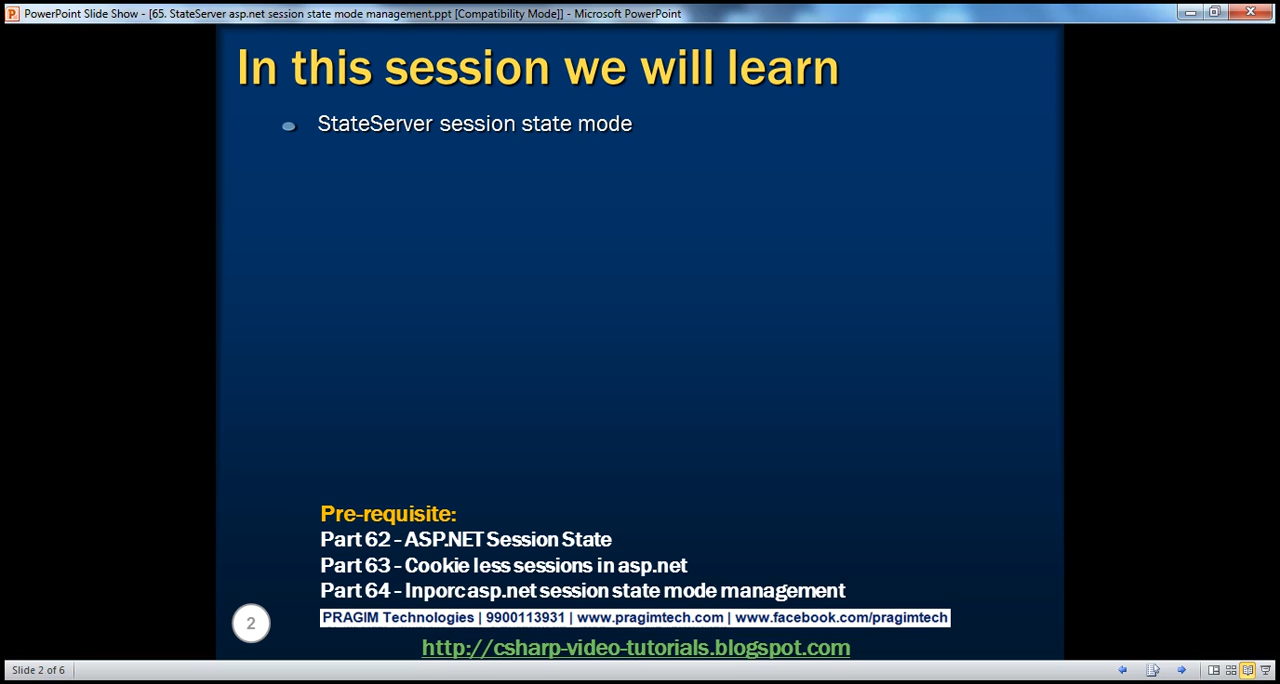 PowerPoint Slide Show - [65. StateServer asp.net session state mode management.ppt [Compatibility Mode]] - Microsoft PowerPoint
In this session we will learn
StateServer session state mode
Pre-requisite:
Part 62 - ASP.NET Session State
Part 63 - Cookie less sessions in asp.net
Part 64 - Inporc asp.net session state mode management
PRAGIM Technologies | 9900113931 | www.pragimtech.com | www.facebook.com/pragimtech
2
http://csharp-video-tutorials.blogspot.com
Slide 2 of 6